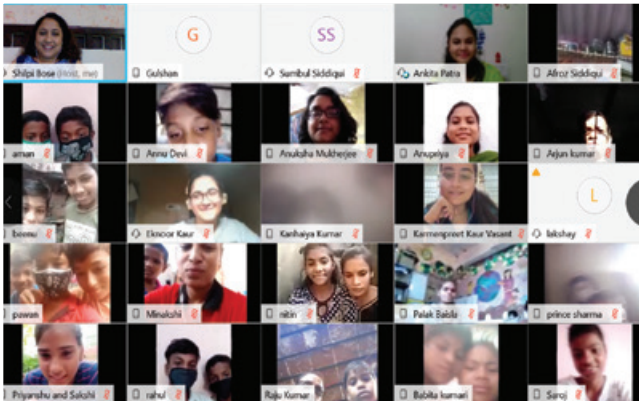 Shilpi Bose (Host, me)
G
Gulshan
SS
Sumbul Siddiqui
Ankita Patra
Afroz Siddiqui
aman
Annu Devi
Anuksha Mukherjee
Anupriya
Arjun kumar
beenu
Eknoor Kaur
Kanhaiya Kumar
Karmenpreet Kaur Vasant
L
lakshay
pawan
Minakshi
nitin
Palak Baisla
prince sharma
Priyanshu and Sakshi
rahul
Raju Kumar
Babita kumari
Saroj